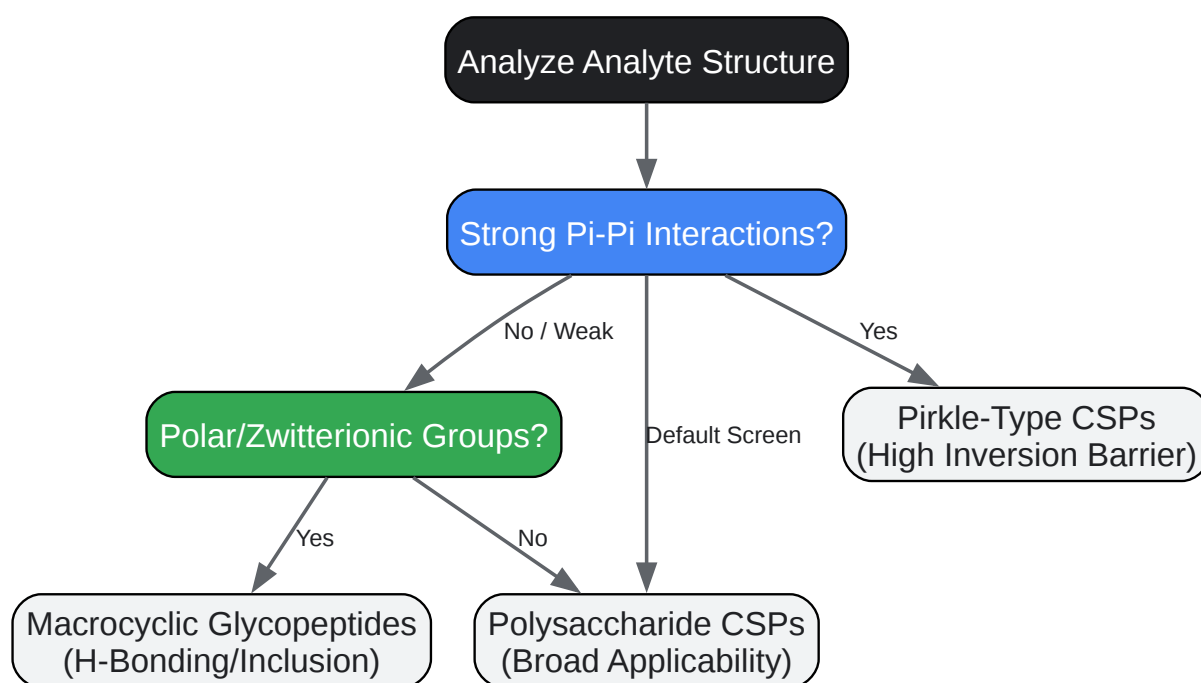 Analyze Analyte Structure
Strong Pi-Pi Interactions?
No / Weak
Yes
Polar/Zwitterionic Groups?
Default Screen
Pirkle-Type CSPs
(High Inversion Barrier)
Yes
No
Macrocyclic Glycopeptides
(H-Bonding/Inclusion)
Polysaccharide CSPs
(Broad Applicability)